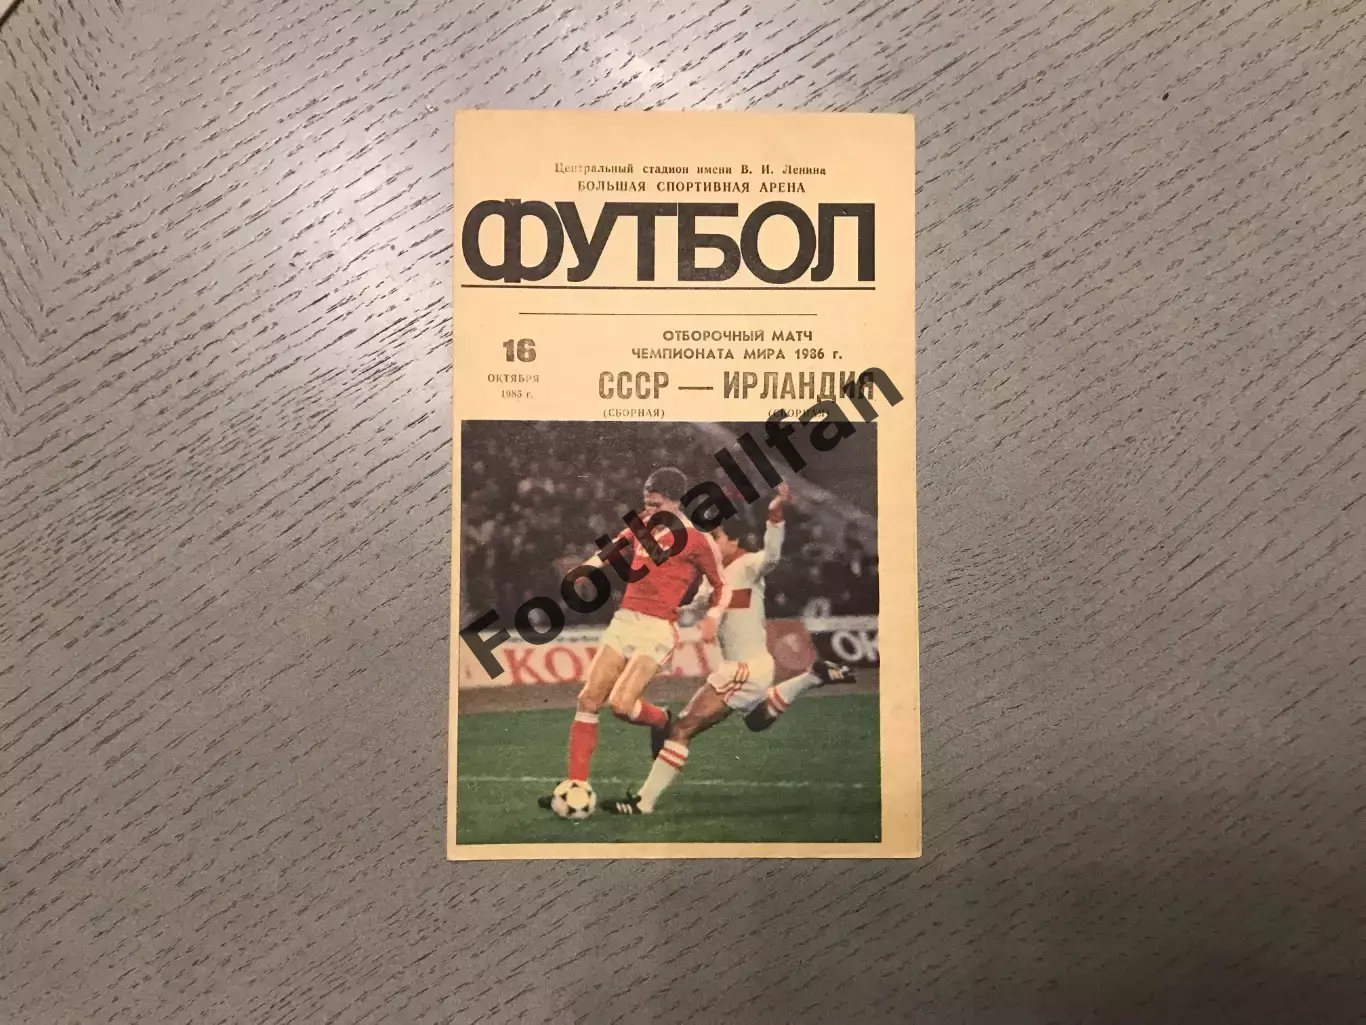 Центральный стадион имени В. И. Ленина
БОЛЬШАЯ СПОРТИВНАЯ АРЕНА
ФУТБОЛ
16
ОКТЯБРЯ
1985 г.
ОТБОРОЧНЫЙ МАТЧ
ЧЕМПИОНАТА МИРА 1986 г.
СССР — ИРЛАНДИЯ
(СБОРНАЯ) (СБОРНАЯ)
Footballfan